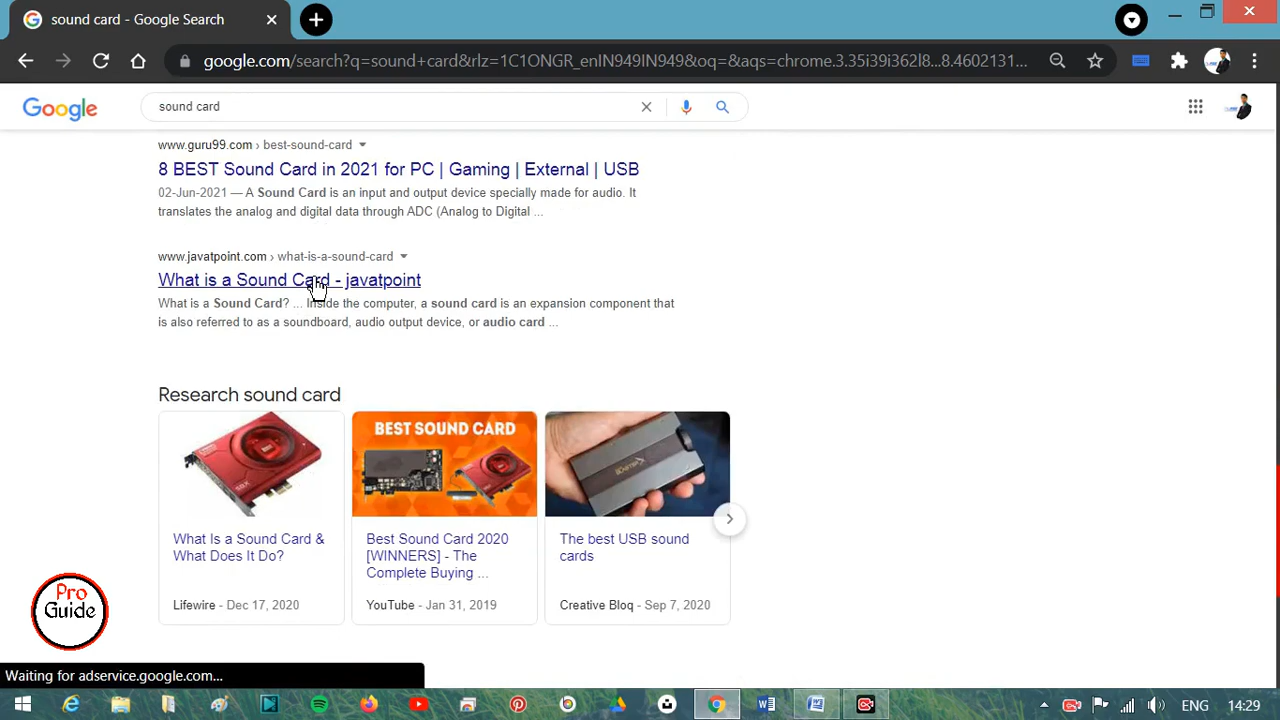 sound card - Google Search
google.com/search?q=sound+card&rlz=1C1ONGR_enIN949IN949&oq=&aqs=chrome.3.35i39i362l8...8.4602131...
Google
sound card
www.guru99.com › best-sound-card
8 BEST Sound Card in 2021 for PC | Gaming | External | USB
02-Jun-2021 — A Sound Card is an input and output device specially made for audio. It
translates the analog and digital data through ADC (Analog to Digital ...
www.javatpoint.com › what-is-a-sound-card
What is a Sound Card - javatpoint
What is a Sound Card? ... Inside the computer, a sound card is an expansion component that
is also referred to as a soundboard, audio output device, or audio card ...
Research sound card
BEST SOUND CARD
What Is a Sound Card &
What Does It Do?
Lifewire - Dec 17, 2020
Best Sound Card 2020
[WINNERS] - The
Complete Buying ...
YouTube - Jan 31, 2019
The best USB sound
cards
Creative Bloq - Sep 7, 2020
Pro
Guide
Waiting for adservice.google.com...
ENG
14:29